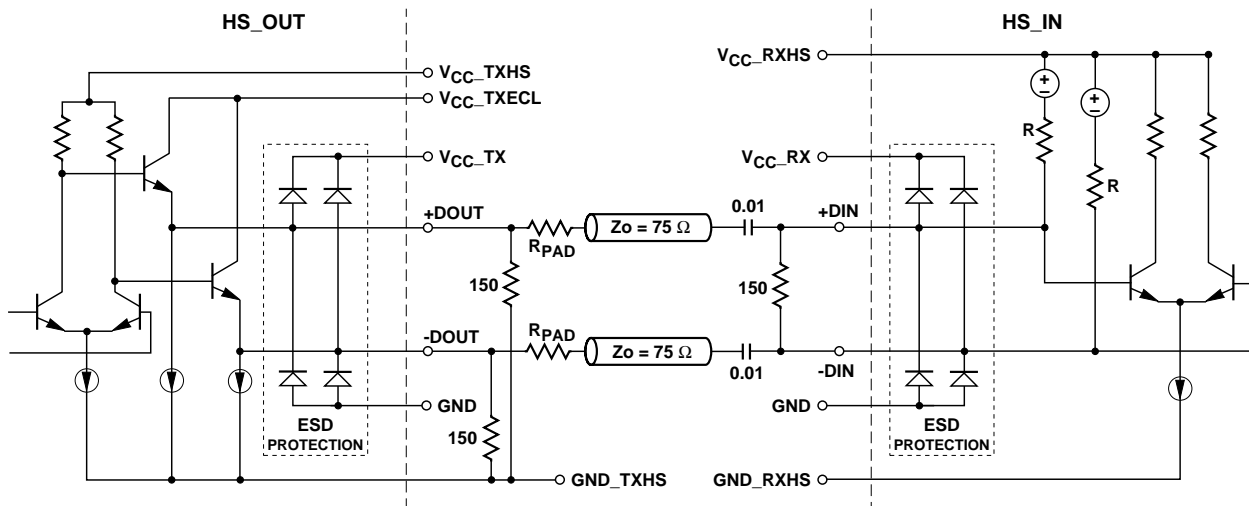 HS_OUT
HS_IN
VCC_TXHS
VCC_TXECL
VCC_TX
+DOUT
RPAD
Zo = 75 Ω
0.01
150
-DOUT
RPAD
Zo = 75 Ω
0.01
150
GND
ESD
PROTECTION
GND_TXHS
VCC_RXHS
+
–
+
–
R
R
VCC_RX
+DIN
150
-DIN
GND
ESD
PROTECTION
GND_RXHS